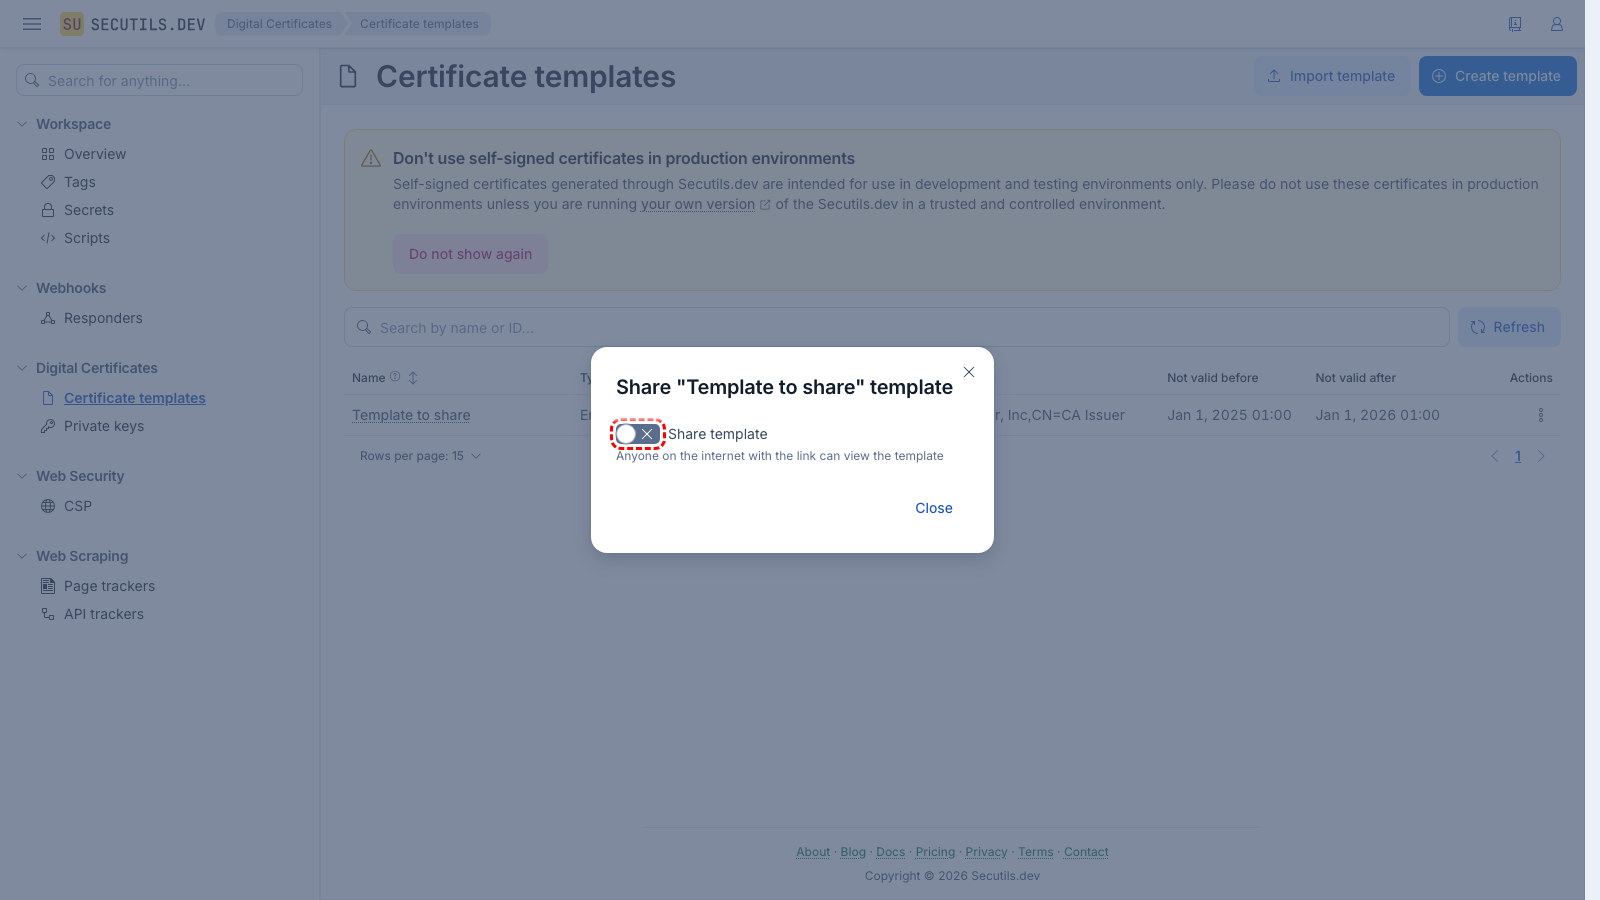 SU SECUTILS.DEV
Digital Certificates
Certificate templates
Search for anything...
Workspace
Overview
Tags
Secrets
Scripts
Webhooks
Responders
Digital Certificates
Certificate templates
Private keys
Web Security
CSP
Web Scraping
Page trackers
API trackers
Certificate templates
Import template
Create template
Don't use self-signed certificates in production environments
Self-signed certificates generated through Secutils.dev are intended for use in development and testing environments only. Please do not use these certificates in production
environments unless you are running your own version of the Secutils.dev in a trusted and controlled environment.
Do not show again
Search by name or ID...
Refresh
Name
Not valid before
Not valid after
Actions
Template to share
Inc,CN=CA Issuer
Jan 1, 2025 01:00
Jan 1, 2026 01:00
Rows per page: 15
1
Share "Template to share" template
Share template
Anyone on the internet with the link can view the template
Close
About · Blog · Docs · Pricing · Privacy · Terms · Contact
Copyright © 2026 Secutils.dev